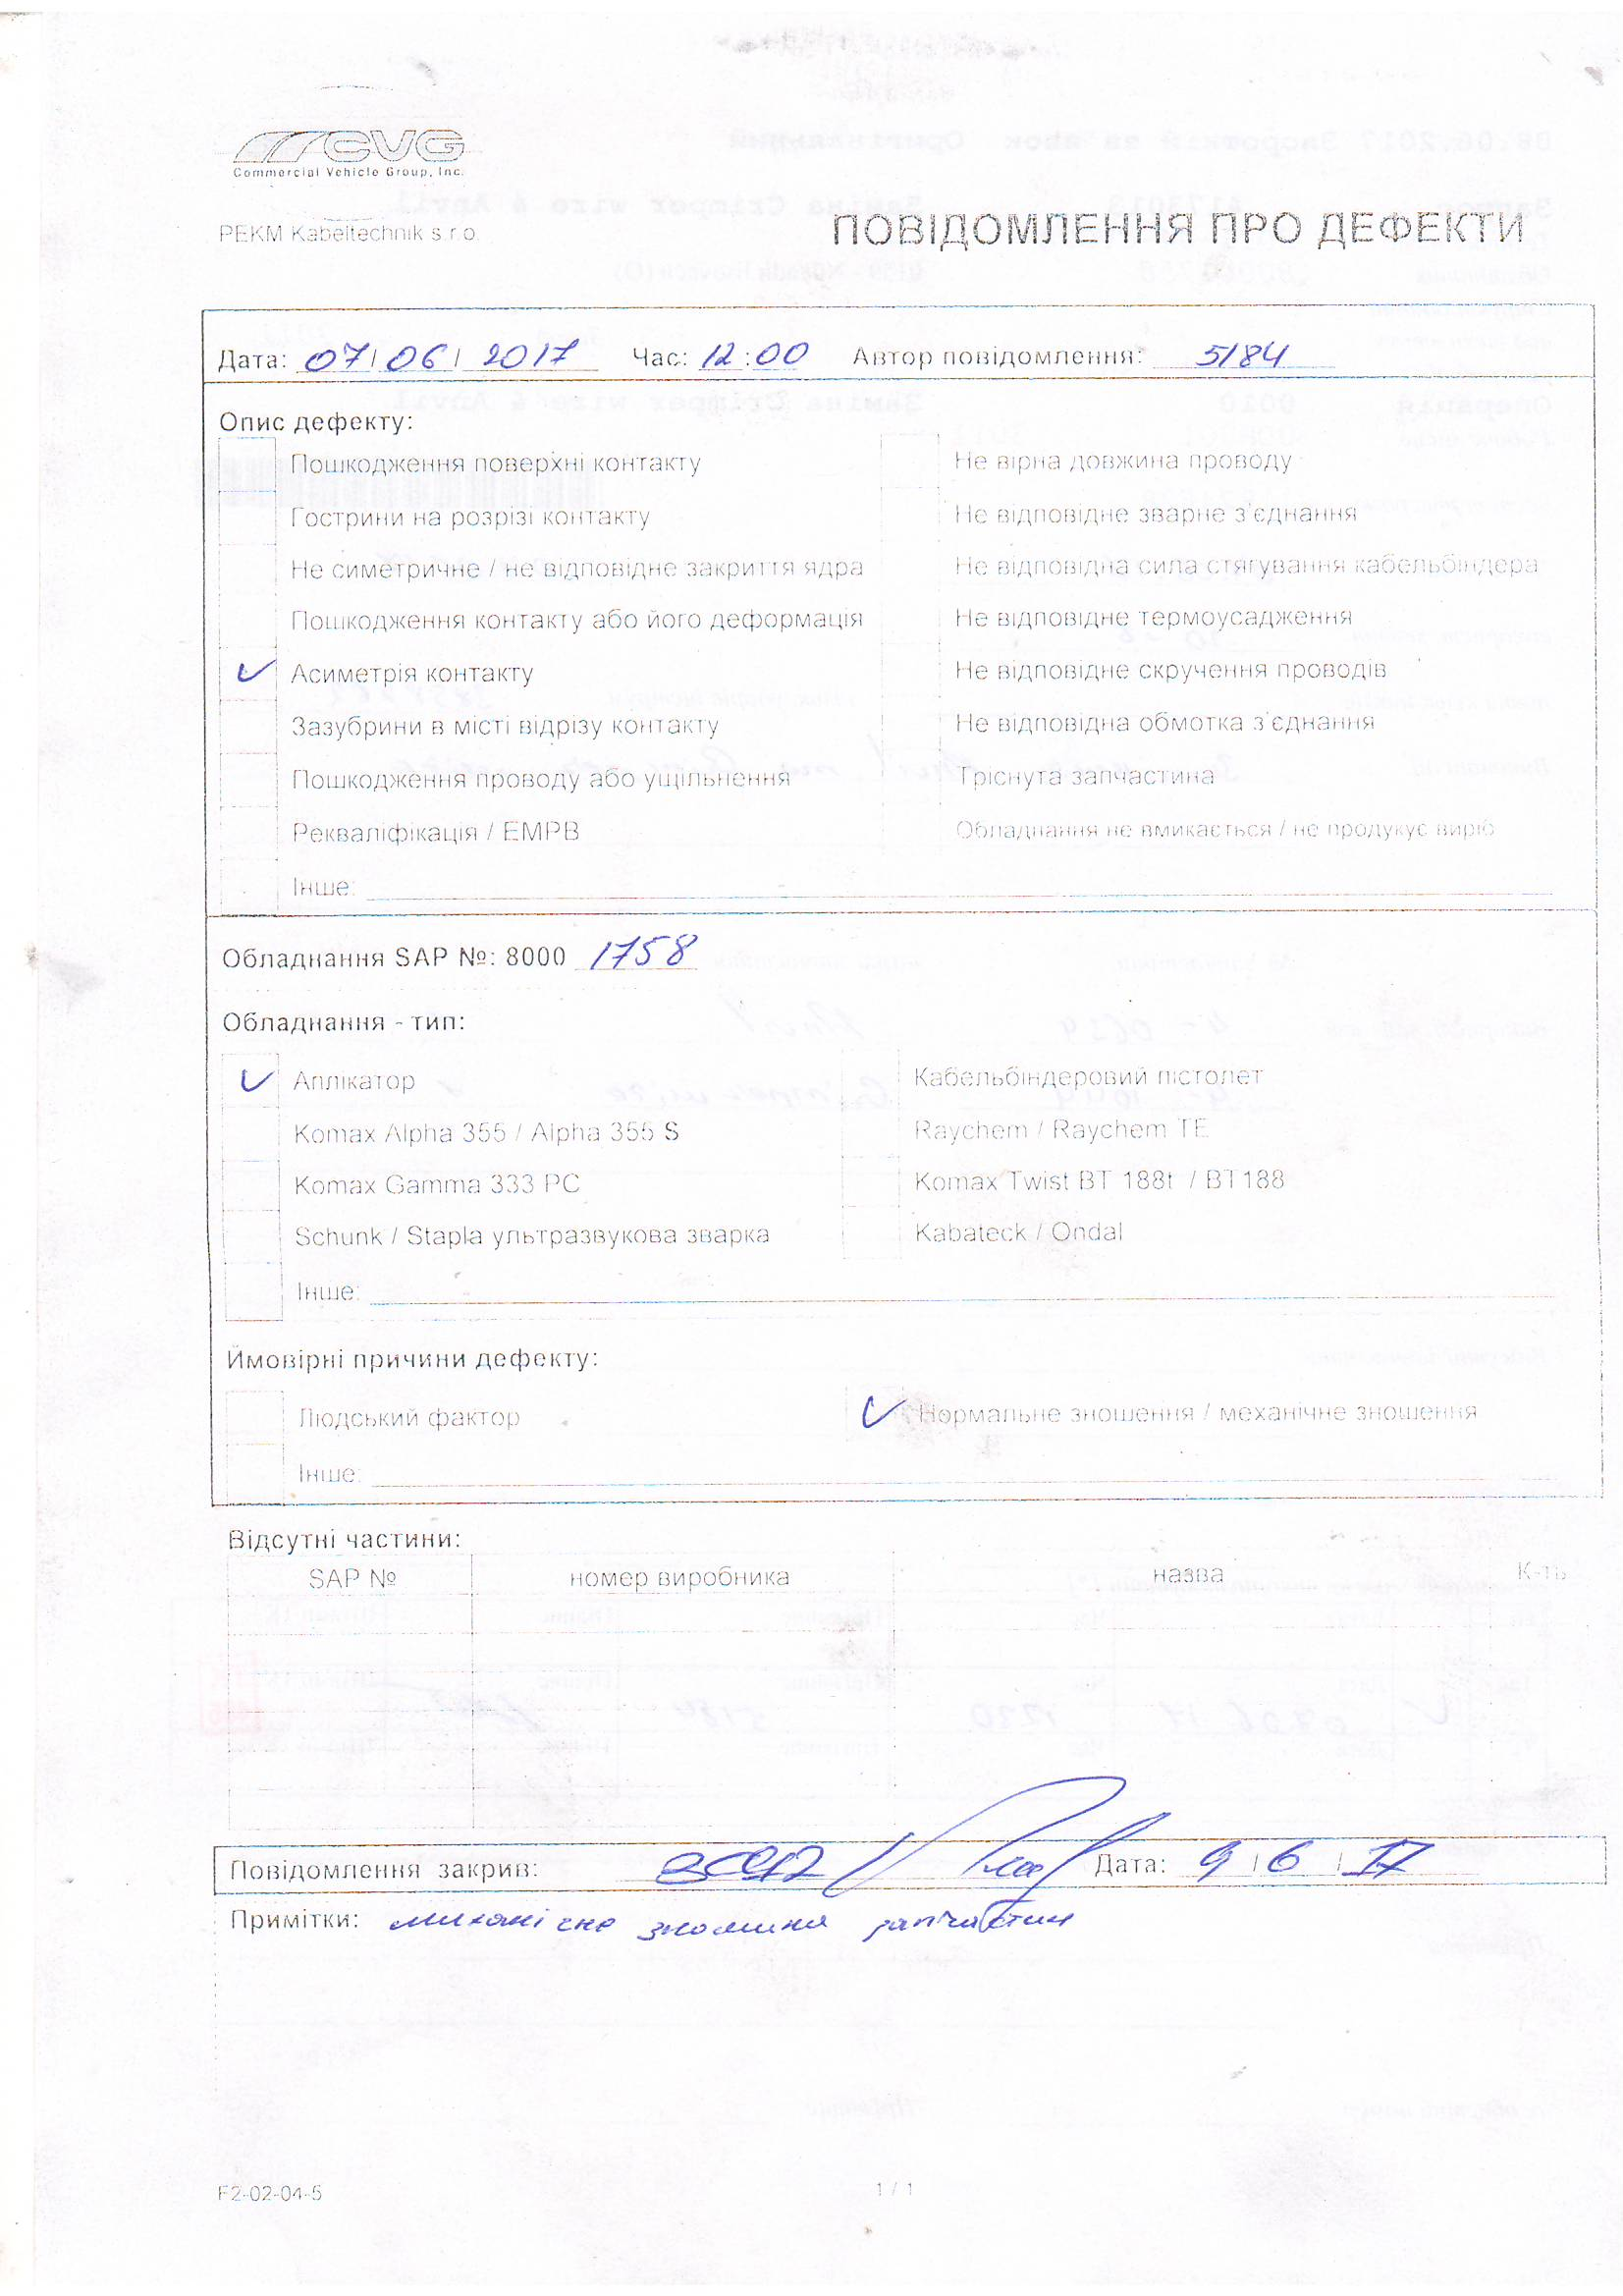 CVG
Commercial Vehicle Group, Inc.
PEKM Kabeltechnik s.r.o.
ПОВІДОМЛЕННЯ ПРО ДЕФЕКТИ
Дата: 07 / 06 / 2017 Час: 12:00 Автор повідомлення: 5184
Опис дефекту:
Пошкодження поверхні контакту Не вірна довжина проводу
Гострини на розрізі контакту Не відповідне зварне з'єднання
Не симетричне / не відповідне закриття ядра Не відповідна сила стягування кабельбіндера
Пошкодження контакту або його деформація Не відповідне термоусадження
✓ Асиметрія контакту Не відповідне скручення проводів
Зазубрини в місті відрізу контакту Не відповідна обмотка з'єднання
Пошкодження проводу або ущільнення Тріснута запчастина
Рекваліфікація / EMPB Обладнання не вмикається / не продукує виріб
Інше:
Обладнання SAP №: 8000 1758
Обладнання - тип:
✓ Аплікатор Кабельбіндеровий пістолет
Komax Alpha 355 / Alpha 355 S Raychem / Raychem TE
Komax Gamma 333 PC Komax Twist BT 188t / BT188
Schunk / Stapla ультразвукова зварка Kabateck / Ondal
Інше:
Ймовірні причини дефекту:
Людський фактор ✓ Нормальне зношення / механічне зношення
Інше:
Відсутні частини:
SAP № номер виробника назва К-ть
Повідомлення закрив: Дата: 9 / 6 / 17
Примітки: механічне зношення запчастин
F2-02-04-5 1 / 1